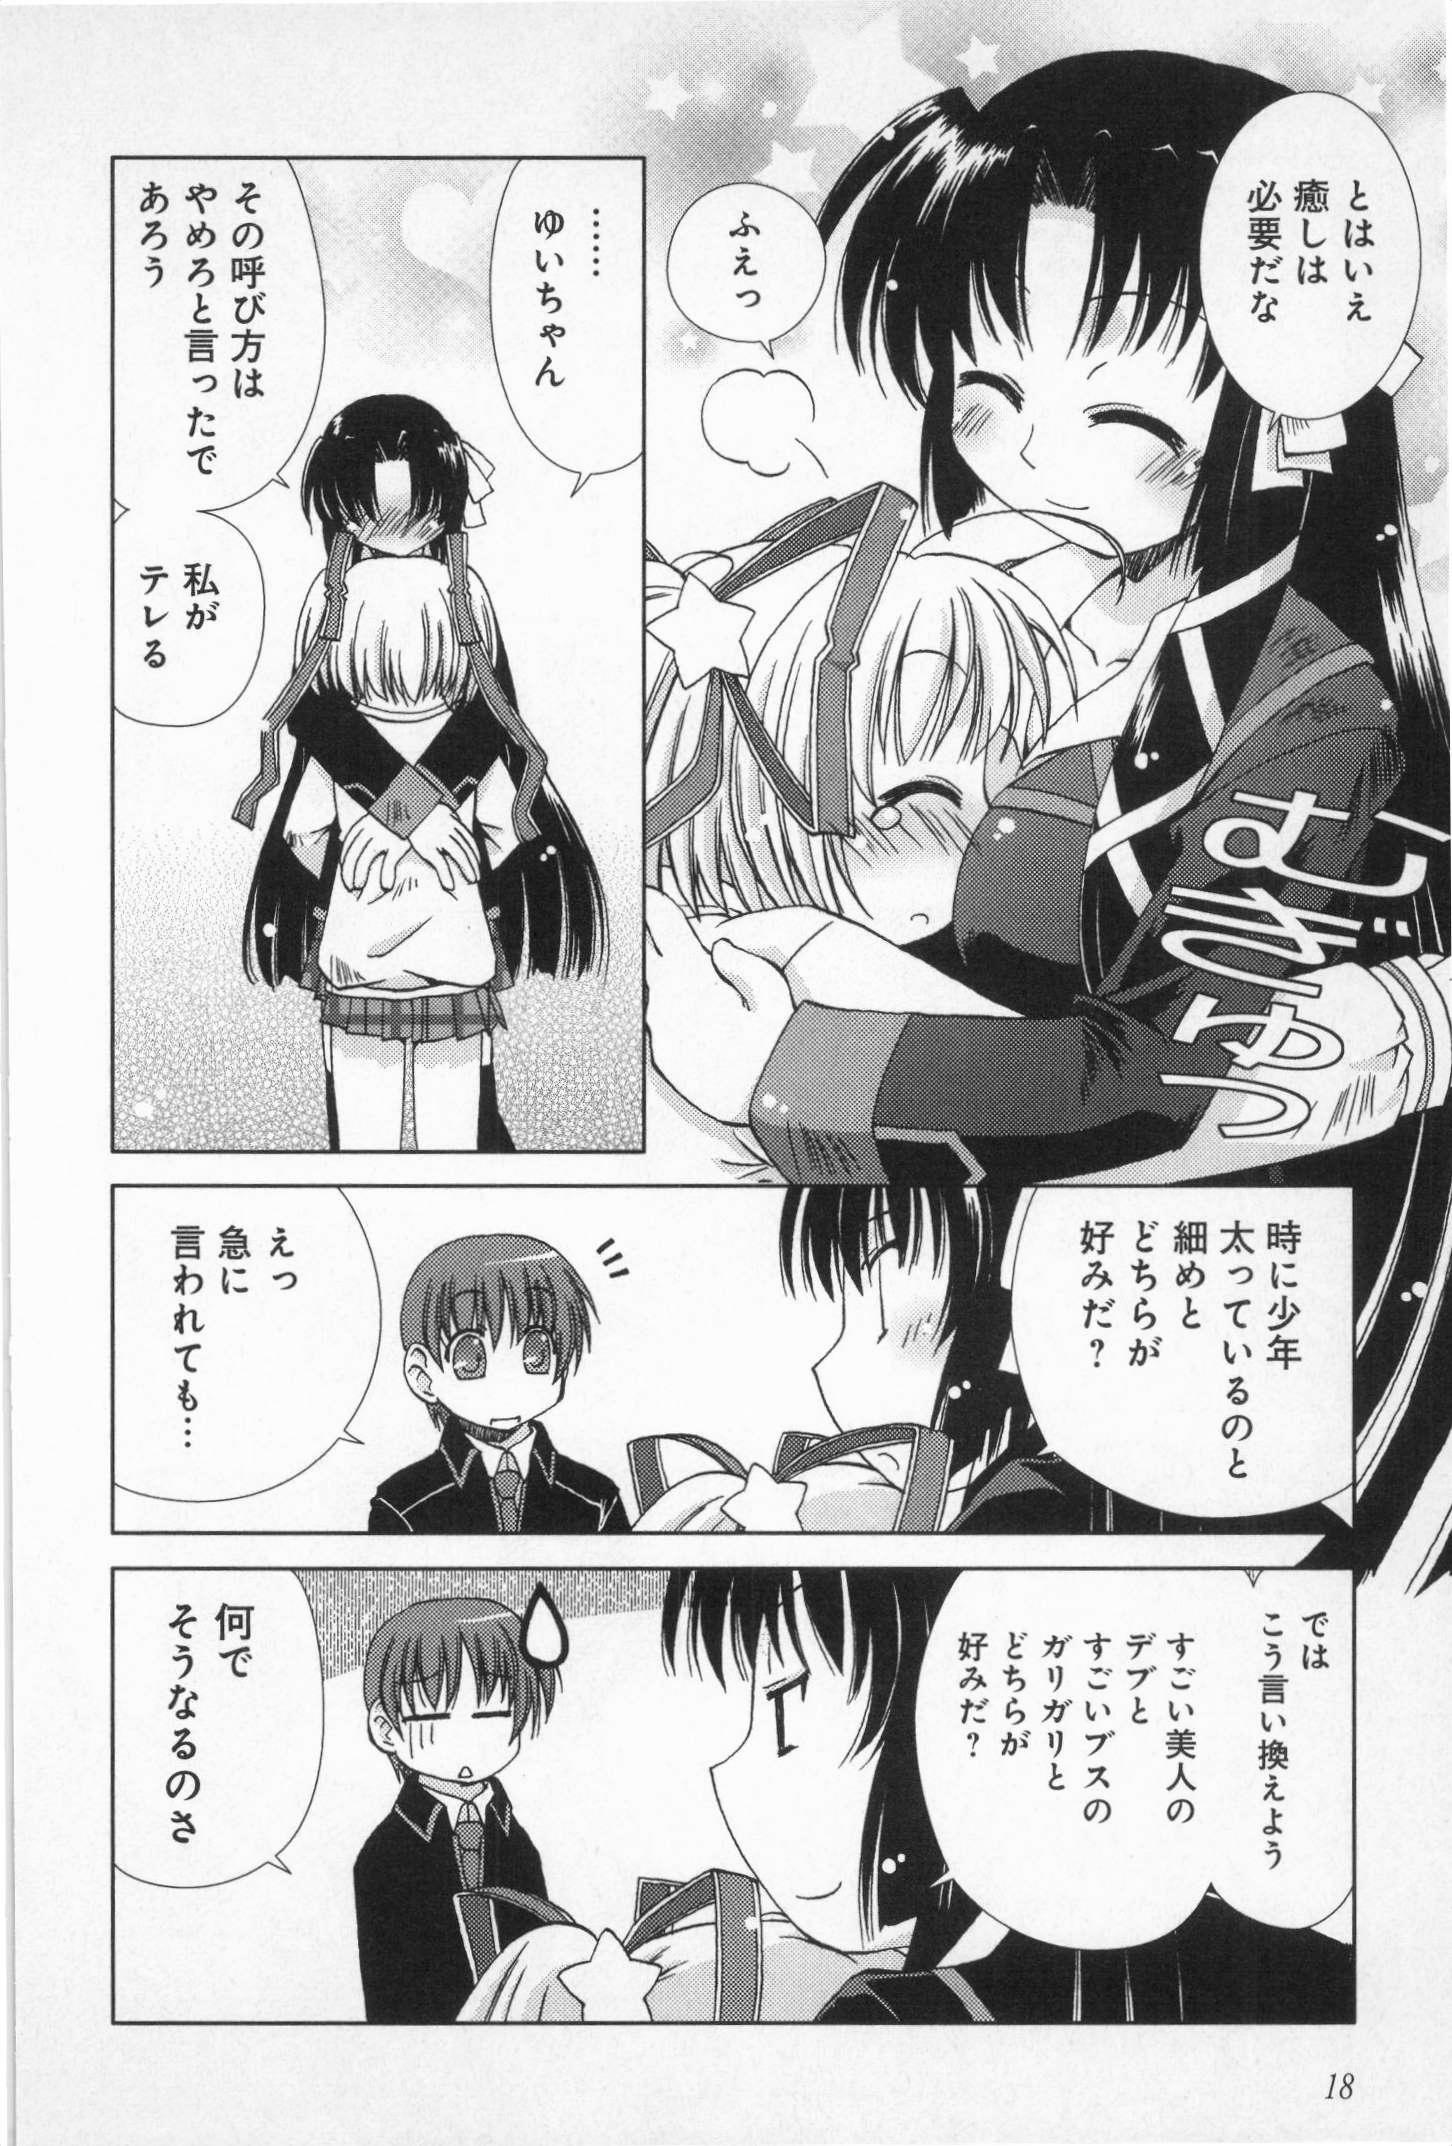 とはいえ
癒しは
必要だな
ふえっ
むぎゅっ
……
ゆいちゃん
その呼び方は
やめろと言ったで
あろう
私が
テレる
時に少年
太っているのと
細めと
どちらが
好みだ?
えっ
急に
言われても…
では
こう言い換えよう
すごい美人の
デブと
すごいブスの
ガリガリと
どちらが
好みだ?
何で
そうなるのさ
18